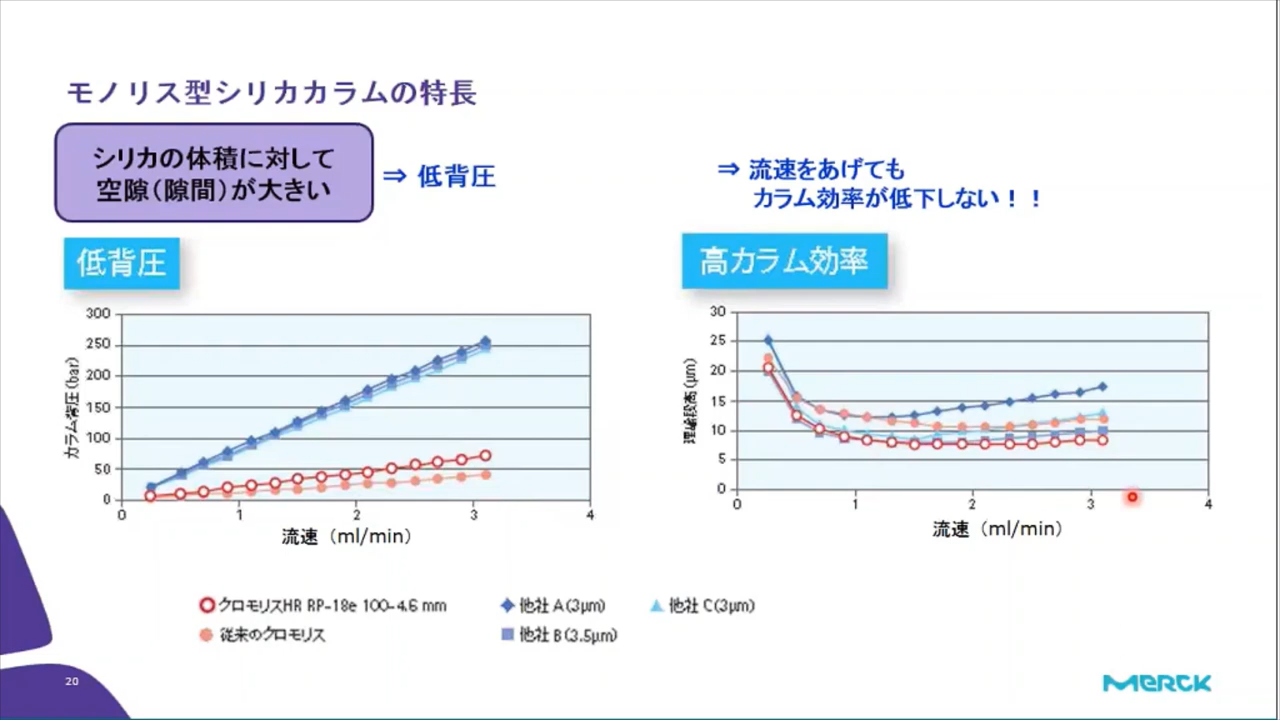 モノリス型シリカカラムの特長
シリカの体積に対して
空隙(隙間)が大きい
⇒ 低背圧
⇒ 流速をあげても
カラム効率が低下しない！！
低背圧
高カラム効率
カラム背圧(bar)
300
250
200
150
100
50
0
0 1 2 3 4
流速（ml/min）
理論段高(μm)
30
25
20
15
10
5
0
0 1 2 3 4
流速（ml/min）
クロモリスHR RP-18e 100-4.6 mm
他社 A(3μm)
他社 C(3μm)
従来のクロモリス
他社 B(3.5μm)
20
MERCK